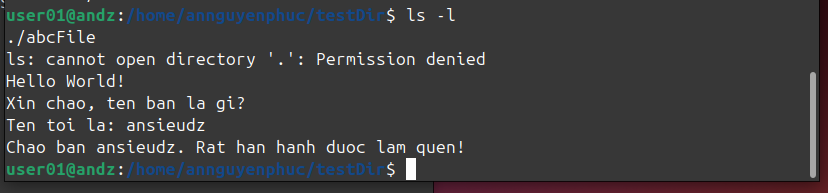 user01@andz:/home/annguyenphuc/testDir$ ls -l
./abcFile
ls: cannot open directory '.': Permission denied
Hello World!
Xin chao, ten ban la gi?
Ten toi la: ansieudz
Chao ban ansieudz. Rat han hanh duoc lam quen!
user01@andz:/home/annguyenphuc/testDir$